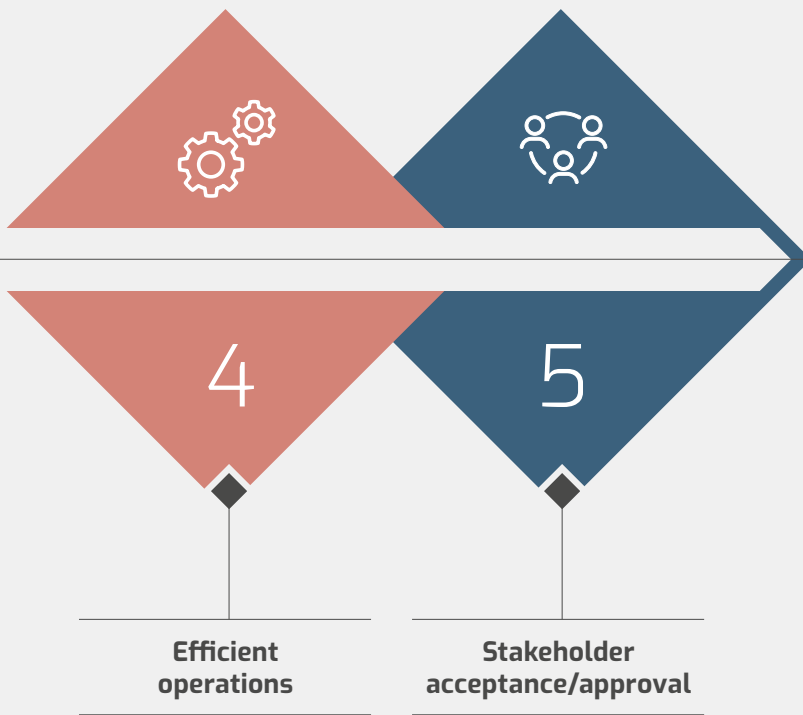 4
5
Efficient
operations
Stakeholder
acceptance/approval